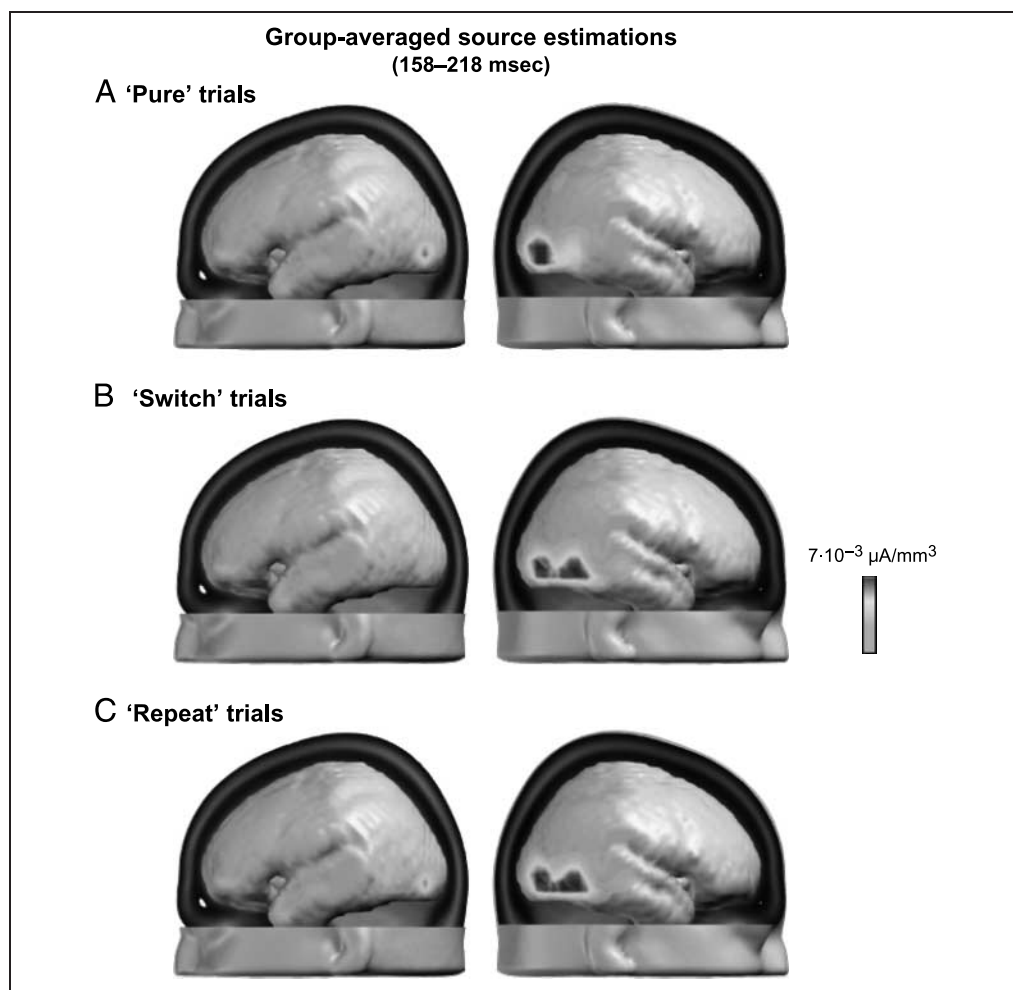 Group-averaged source estimations
(158–218 msec)
A 'Pure' trials
B 'Switch' trials
7·10⁻³ µA/mm³
C 'Repeat' trials